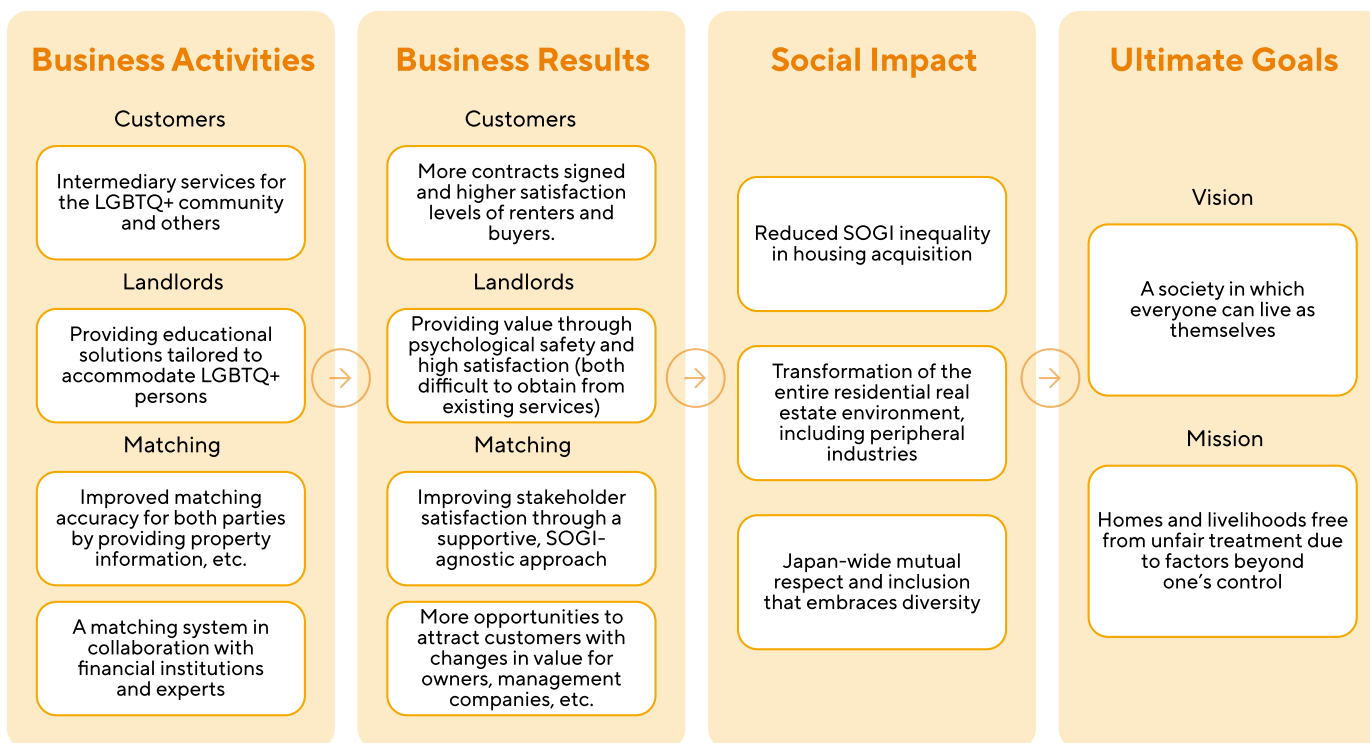 Business Activities
Customers
Intermediary services for
the LGBTQ+ community
and others
Landlords
Providing educational
solutions tailored to
accommodate LGBTQ+
persons
Matching
Improved matching
accuracy for both parties
by providing property
information, etc.
A matching system in
collaboration with
financial institutions
and experts
Business Results
Customers
More contracts signed
and higher satisfaction
levels of renters and
buyers.
Landlords
Providing value through
psychological safety and
high satisfaction (both
difficult to obtain from
existing services)
Matching
Improving stakeholder
satisfaction through a
supportive, SOGI-
agnostic approach
More opportunities to
attract customers with
changes in value for
owners, management
companies, etc.
Social Impact
Reduced SOGI inequality
in housing acquisition
Transformation of the
entire residential real
estate environment,
including peripheral
industries
Japan-wide mutual
respect and inclusion
that embraces diversity
Ultimate Goals
Vision
A society in which
everyone can live as
themselves
Mission
Homes and livelihoods free
from unfair treatment due
to factors beyond
one's control